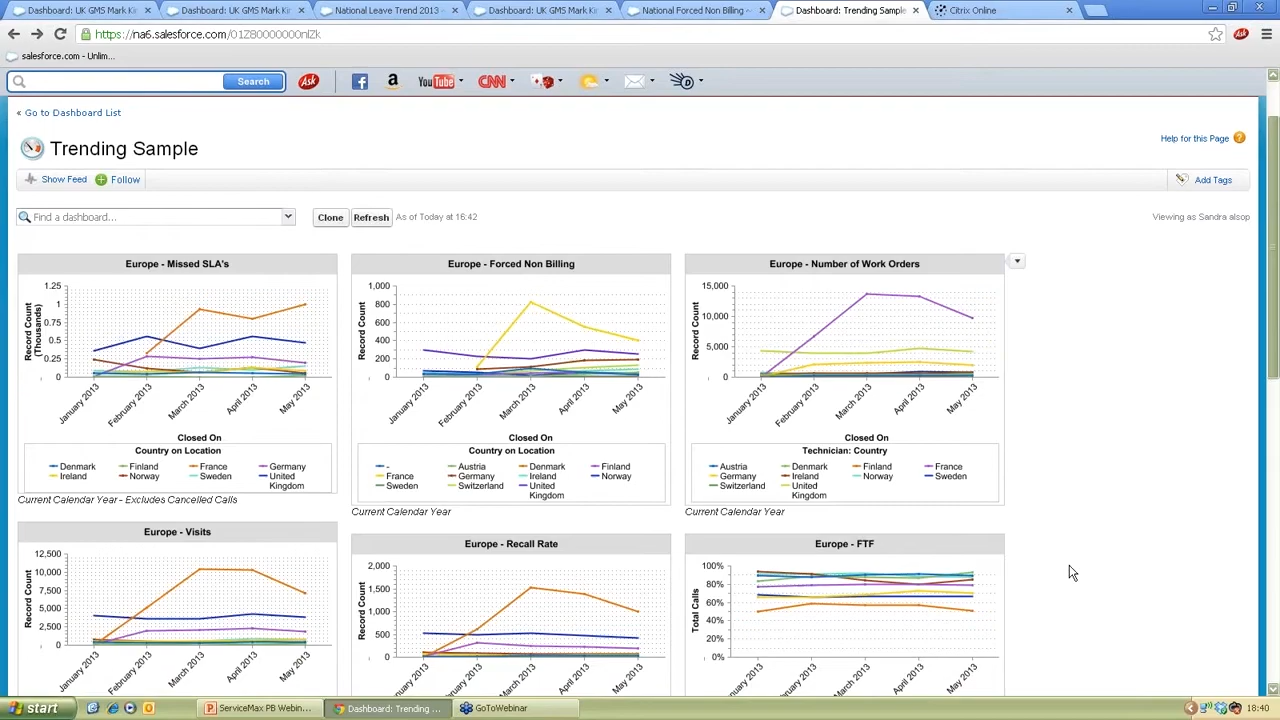 Dashboard: UK GMS Mark Kin × Dashboard: UK GMS Mark Kin × National Leave Trend 2013 – × Dashboard: UK GMS Mark Kin × National Forced Non Billing – × Dashboard: Trending Sample × Citrix Online ×
https://na6.salesforce.com/01Z80000000nlZk
salesforce.com - Unlim...
Search Ask f a YouTube CNN
« Go to Dashboard List
Help for this Page ?
Trending Sample
Show Feed Follow Add Tags
Find a dashboard... Clone Refresh As of Today at 16:42 Viewing as Sandra alsop
Europe - Missed SLA's
Record Count
(Thousands)
1.25
1
0.75
0.5
0.25
0
January 2013 February 2013 March 2013 April 2013 May 2013
Closed On
Country on Location
Denmark Finland France Germany
Ireland Norway Sweden United
Kingdom
Current Calendar Year - Excludes Cancelled Calls
Europe - Forced Non Billing
Record Count
1,000
800
600
400
200
0
January 2013 February 2013 March 2013 April 2013 May 2013
Closed On
Country on Location
- Austria Denmark Finland
France Germany Ireland Norway
Sweden Switzerland United
Kingdom
Current Calendar Year
Europe - Number of Work Orders
Record Count
15,000
10,000
5,000
0
January 2013 February 2013 March 2013 April 2013 May 2013
Closed On
Technician: Country
Austria Denmark Finland France
Germany Ireland Norway Sweden
Switzerland United
Kingdom
Current Calendar Year
Europe - Visits
Record Count
12,500
10,000
7,500
5,000
2,500
0
January 2013 February 2013 March 2013 April 2013 May 2013
Europe - Recall Rate
Record Count
2,000
1,500
1,000
500
0
January 2013 February 2013 March 2013 April 2013 May 2013
Europe - FTF
Total Calls
100%
80%
60%
40%
20%
0%
January 2013 February 2013 March 2013 April 2013 May 2013
start ServiceMax PB Webin... Dashboard: Trending ... GoToWebinar 18:40